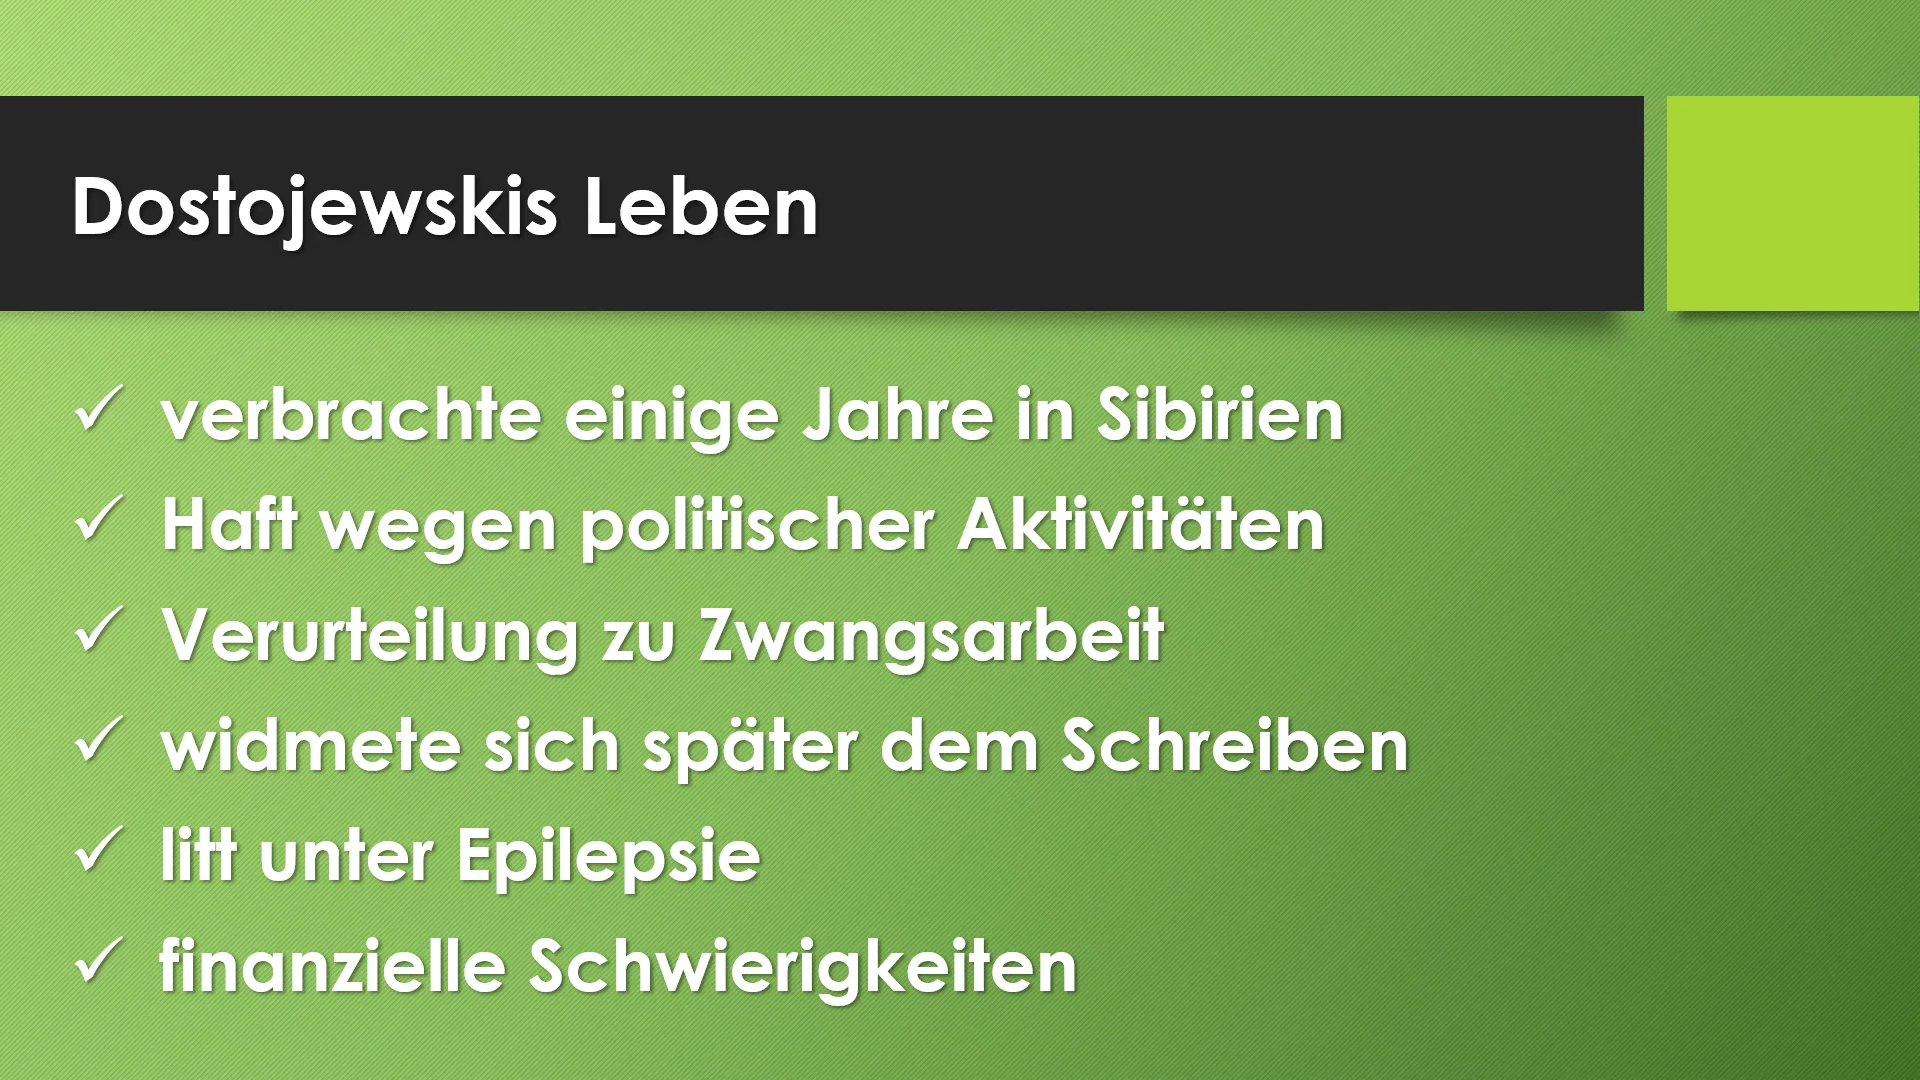 Dostojewskis Leben
✓ verbrachte einige Jahre in Sibirien
✓ Haft wegen politischer Aktivitäten
✓ Verurteilung zu Zwangsarbeit
✓ widmete sich später dem Schreiben
✓ litt unter Epilepsie
✓ finanzielle Schwierigkeiten